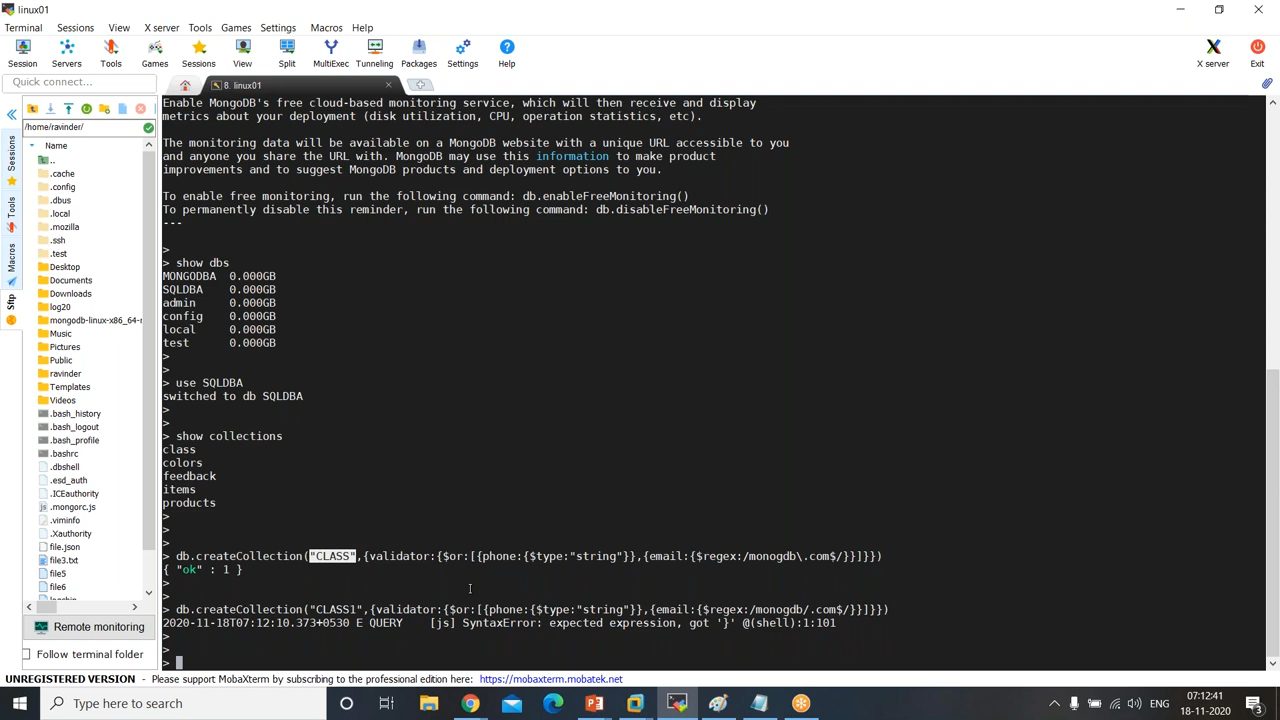 linux01
Terminal Sessions View X server Tools Games Settings Macros Help
Session Servers Tools Games Sessions View Split MultiExec Tunneling Packages Settings Help X server Exit
Quick connect...
8. linux01
/home/ravinder/
Name
..
.cache
.config
.dbus
.local
.mozilla
.ssh
.test
Desktop
Documents
Downloads
log20
mongodb-linux-x86_64-r
Music
Pictures
Public
ravinder
Templates
Videos
.bash_history
.bash_logout
.bash_profile
.bashrc
.dbshell
.esd_auth
.ICEauthority
.mongorc.js
.viminfo
.Xauthority
file.json
file3.txt
file5
file6
Sessions
Tools
Macros
Sftp
Remote monitoring
Follow terminal folder
Enable MongoDB's free cloud-based monitoring service, which will then receive and display
metrics about your deployment (disk utilization, CPU, operation statistics, etc).
The monitoring data will be available on a MongoDB website with a unique URL accessible to you
and anyone you share the URL with. MongoDB may use this information to make product
improvements and to suggest MongoDB products and deployment options to you.
To enable free monitoring, run the following command: db.enableFreeMonitoring()
To permanently disable this reminder, run the following command: db.disableFreeMonitoring()
---
>
> show dbs
MONGODBA 0.000GB
SQLDBA 0.000GB
admin 0.000GB
config 0.000GB
local 0.000GB
test 0.000GB
>
>
> use SQLDBA
switched to db SQLDBA
>
>
> show collections
class
colors
feedback
items
products
>
>
>
> db.createCollection("CLASS",{validator:{$or:[{phone:{$type:"string"}},{email:{$regex:/monogdb\.com$/}}]}})
{ "ok" : 1 }
>
>
> db.createCollection("CLASS1",{validator:{$or:[{phone:{$type:"string"}},{email:{$regex:/monogdb/.com$/}}]}})
2020-11-18T07:12:10.373+0530 E QUERY [js] SyntaxError: expected expression, got '}' @(shell):1:101
>
>
UNREGISTERED VERSION - Please support MobaXterm by subscribing to the professional edition here: https://mobaxterm.mobatek.net
Type here to search
ENG
07:12:41
18-11-2020
3